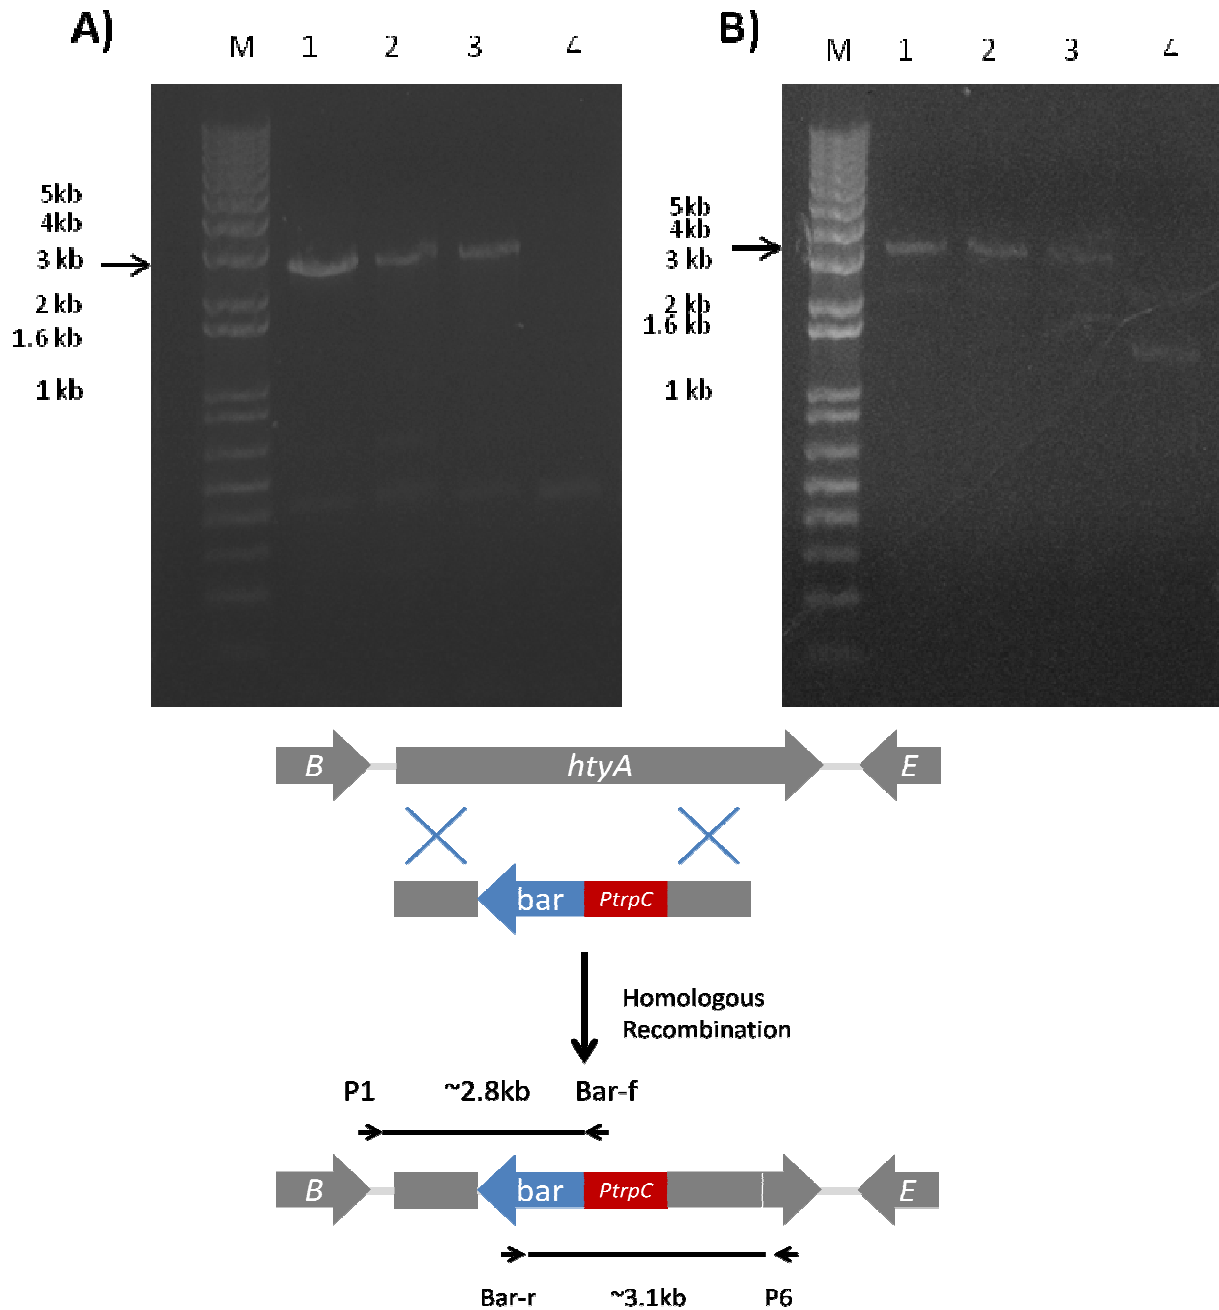 A)
M 1 2 3 4
5kb
4kb
3 kb
2 kb
1.6 kb
1 kb
B)
M 1 2 3 4
5kb
4kb
3 kb
2 kb
1.6 kb
1 kb
B htyA E
bar PtrpC
Homologous
Recombination
P1 ~2.8kb Bar-f
B bar PtrpC E
Bar-r ~3.1kb P6